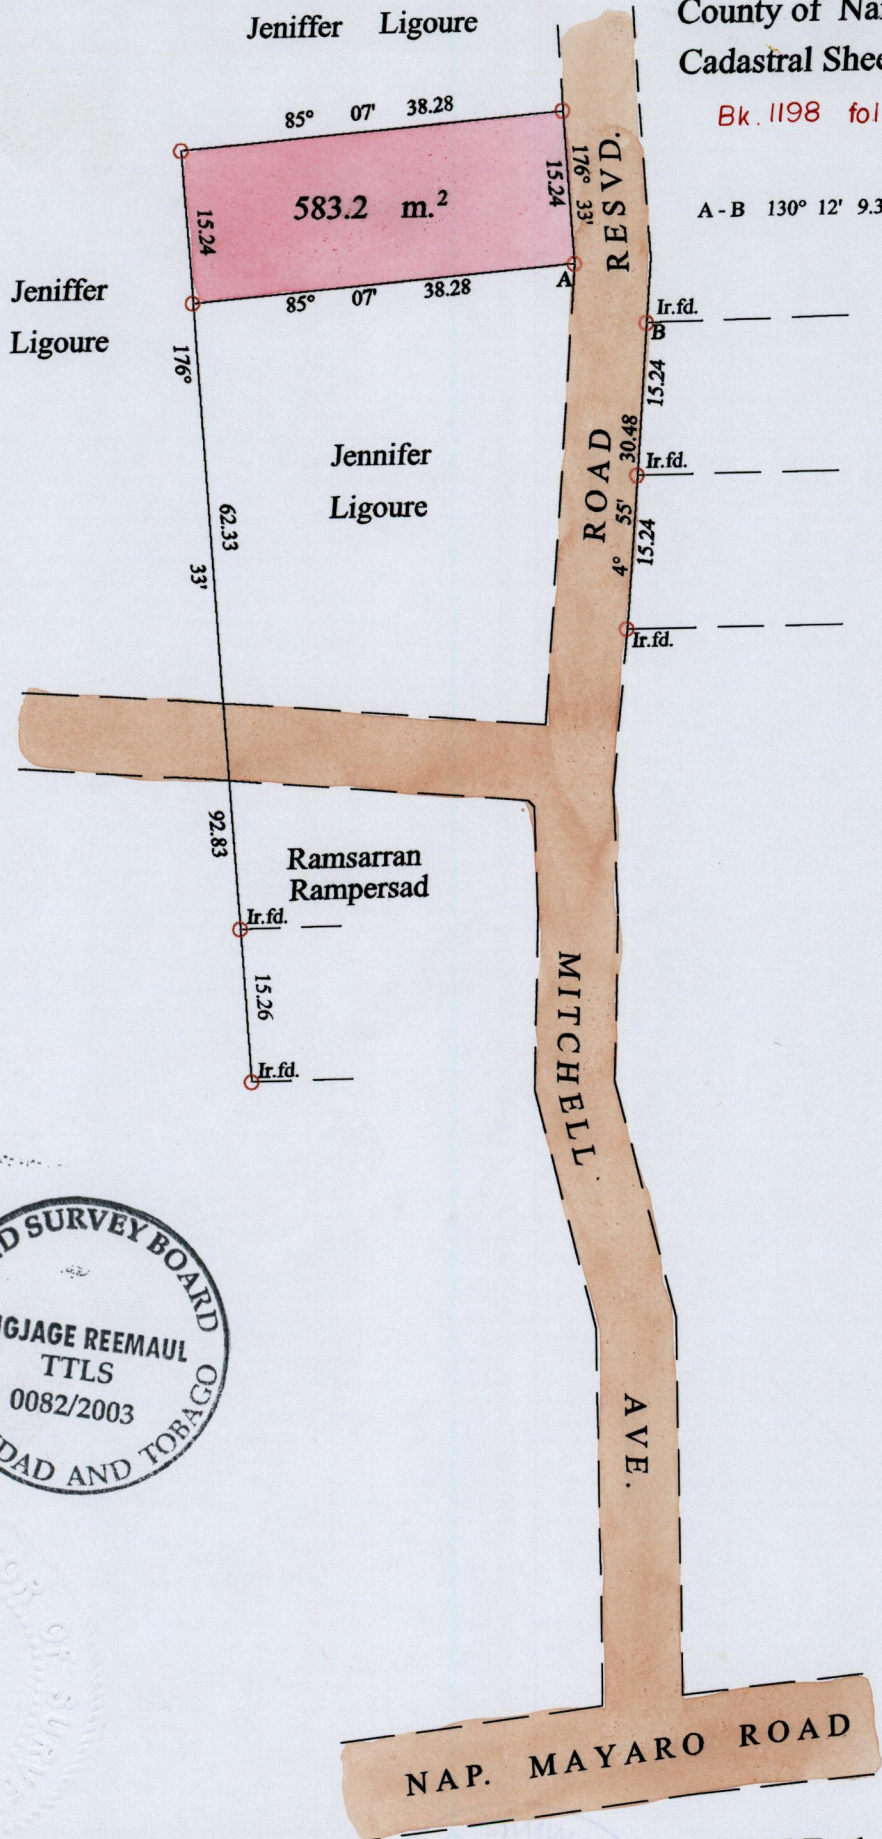 Jeniffer Ligoure
County of
Cadastral
Bk. 1198
85° 07' 38.28
176° 33'
15.24
RESVD.
583.2 m.²
15.24
A - B 130° 12' 9.3
85° 07' 38.28
A
Jeniffer
Ligoure
Ir.fd.
B
176°
15.24
30.48
ROAD
Jennifer
Ligoure
Ir.fd.
62.33
55'
15.24
33'
4°
Ir.fd.
92.83
Ramsarran
Rampersad
Ir.fd.
15.26
MITCHELL
Ir.fd.
SURVEY BOARD
REEMAUL
TTLS
0082/2003
AND TOBAGO
AVE.
NAP. MAYARO ROAD